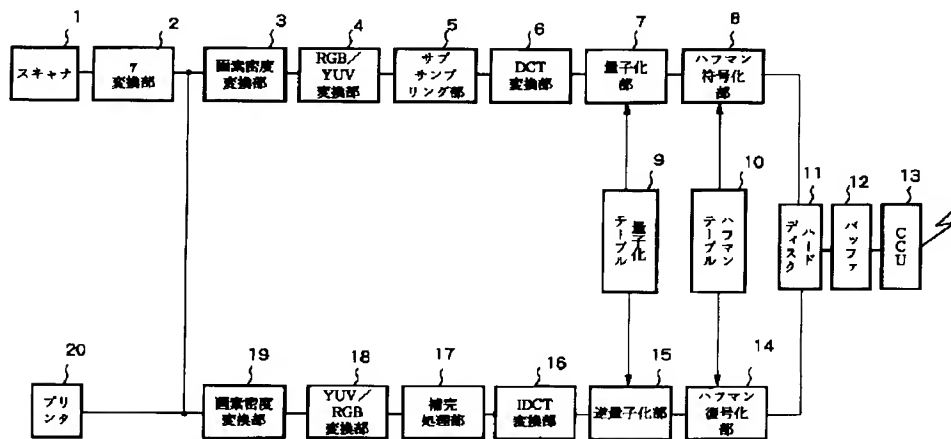 1
2
3
4
5
6
7
8
スキャナ
γ
変換部
画素密度
変換部
RGB/
YUV
変換部
サブ
サンプ
リング部
DCT
変換部
量子化
部
ハフマン
符号化
部
9
10
11
12
13
量子化
テーブル
ハフマン
テーブル
ハード
ディスク
バッファ
CCU
20
19
18
17
16
15
14
プリ
ンタ
画素密度
変換部
YUV/
RGB
変換部
補完
処理部
IDCT
変換部
逆量子化部
ハフマン
復号化
部